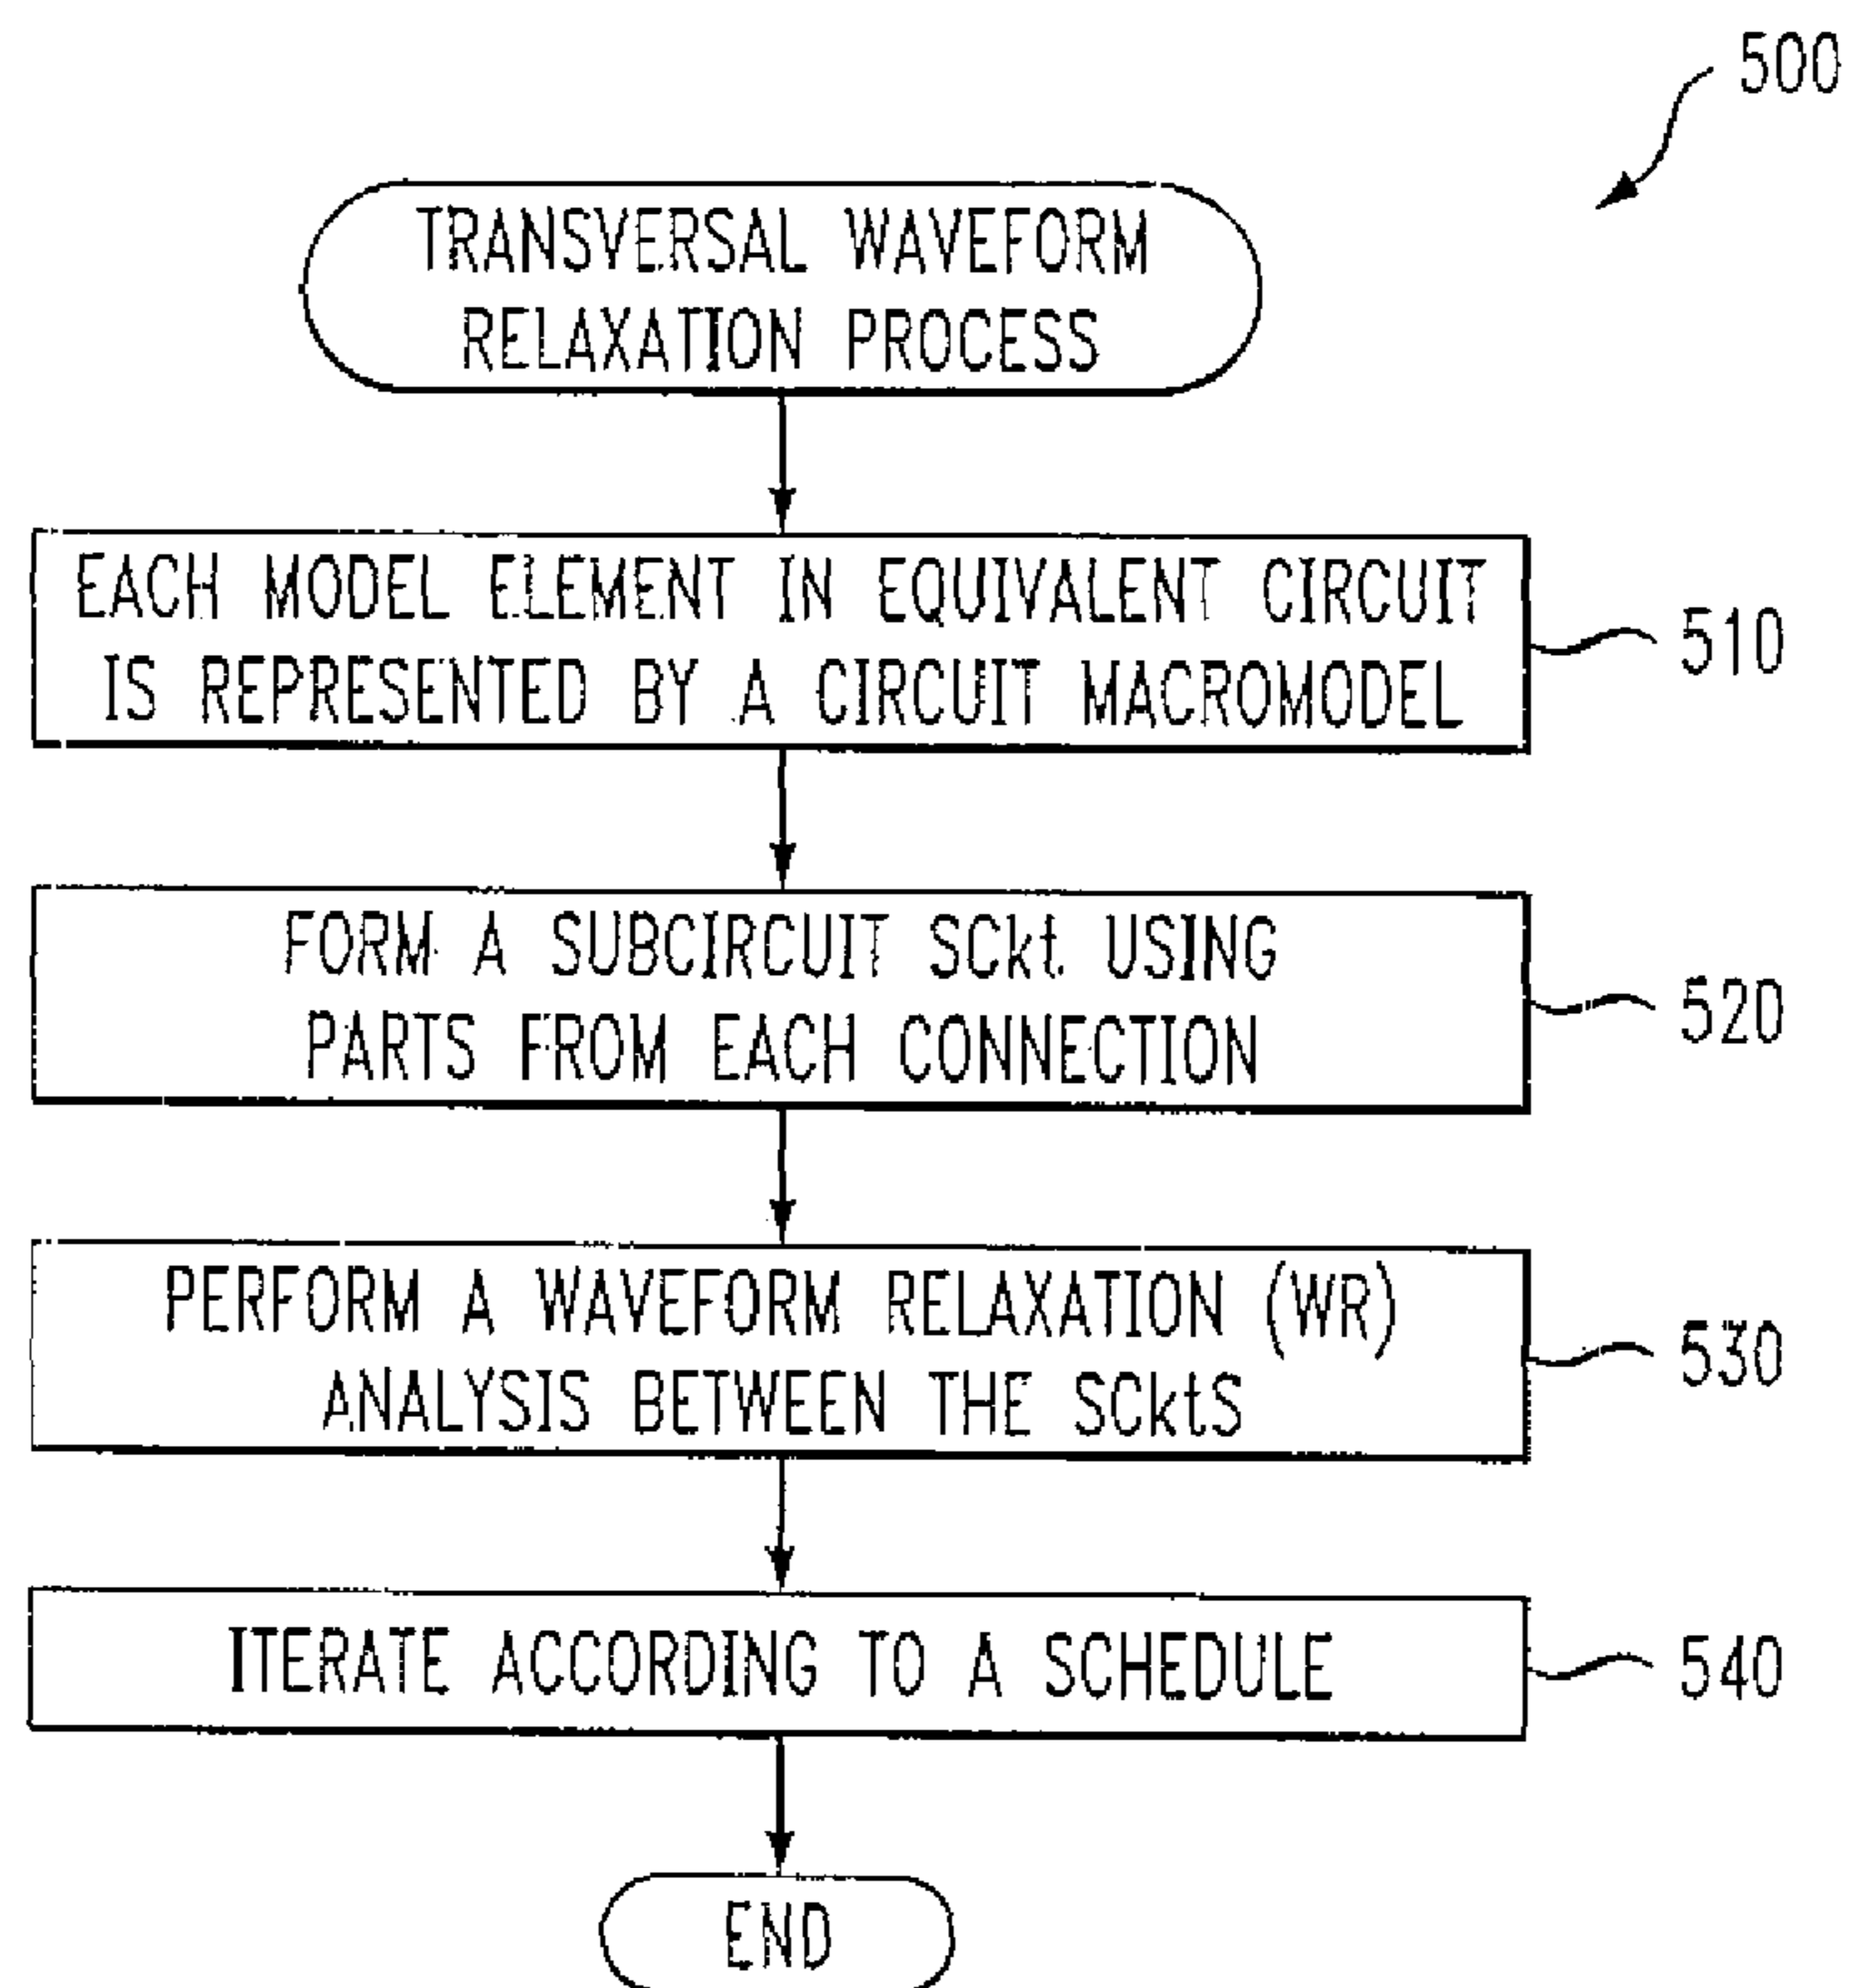 500
TRANSVERSAL WAVEFORM
RELAXATION PROCESS
EACH MODEL ELEMENT IN EQUIVALENT CIRCUIT
IS REPRESENTED BY A CIRCUIT MACROMODEL
510
FORM A SUBCIRCUIT SCkt USING
PARTS FROM EACH CONNECTION
520
PERFORM A WAVEFORM RELAXATION (WR)
ANALYSIS BETWEEN THE SCktS
530
ITERATE ACCORDING TO A SCHEDULE
540
END